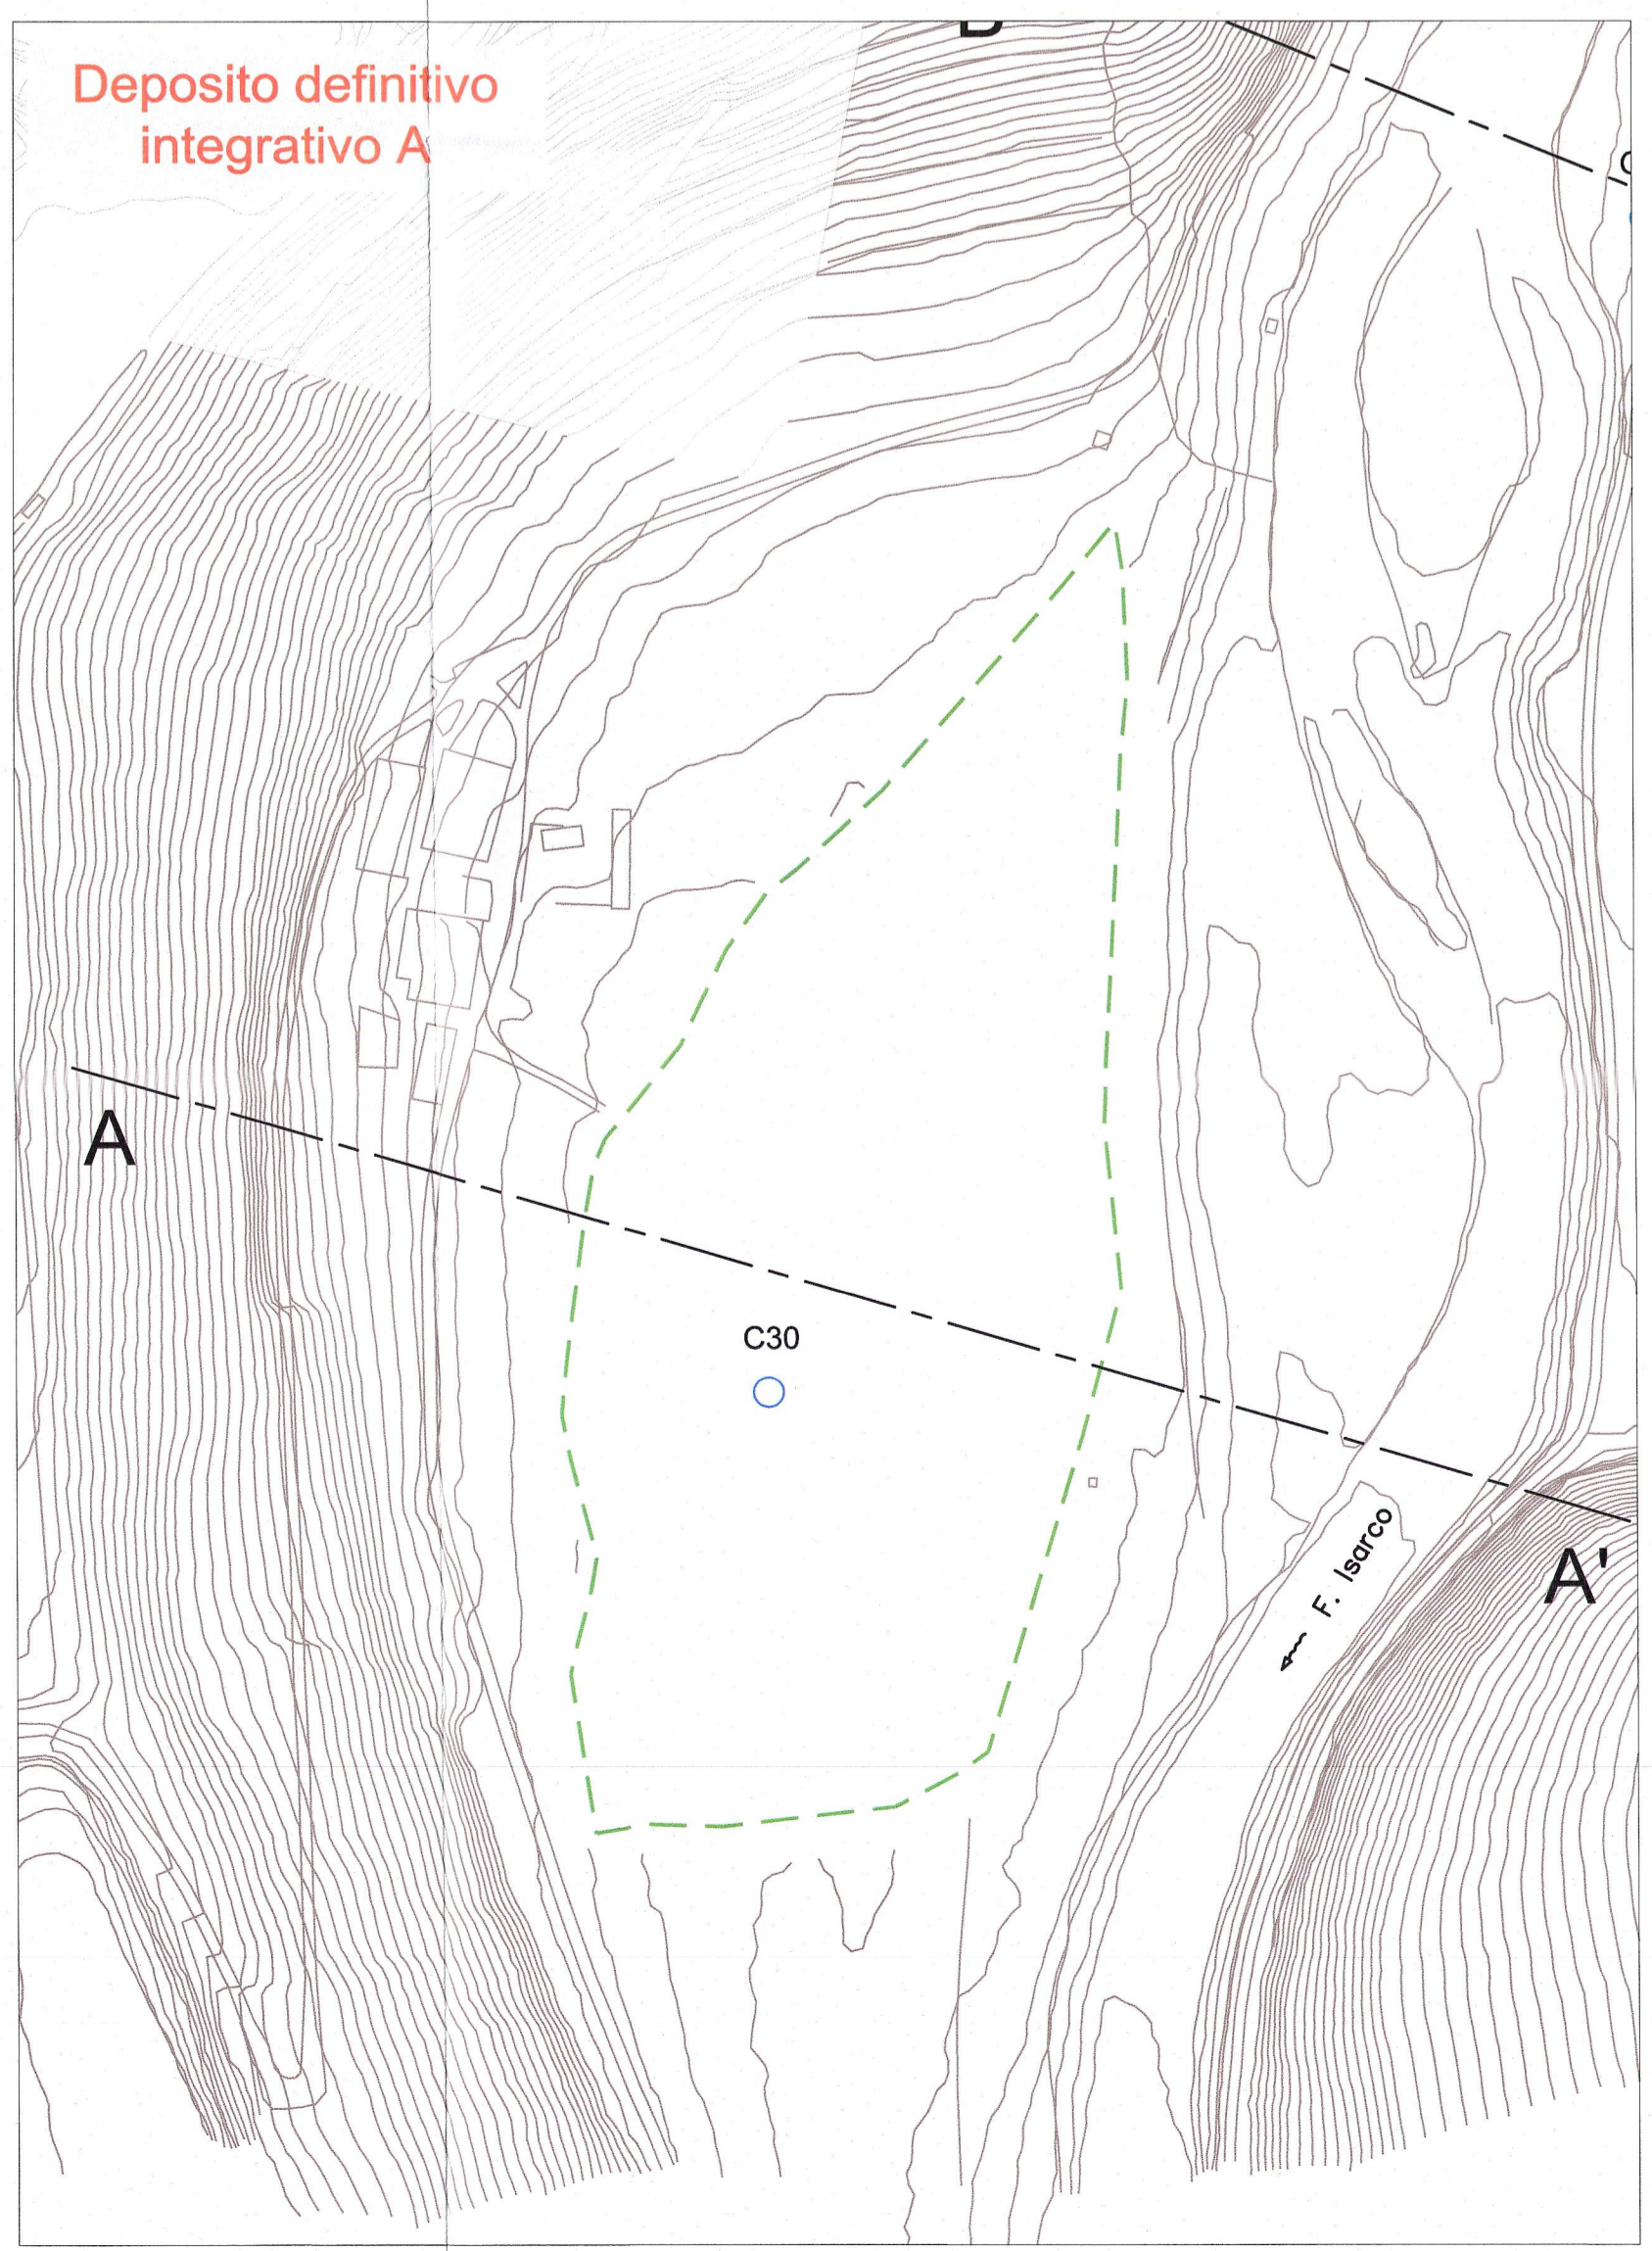 Deposito definitivo
integrativo A
A
C30
F. Isarco
A'